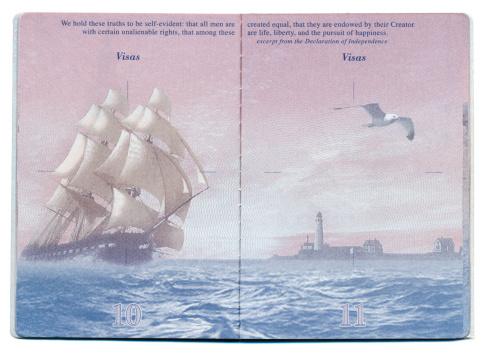 We hold these truths to be self-evident: that all men are created equal, that they are endowed by their Creator
with certain unalienable rights, that among these are life, liberty, and the pursuit of happiness.
excerpt from the Declaration of Independence
Visas
Visas
10
11